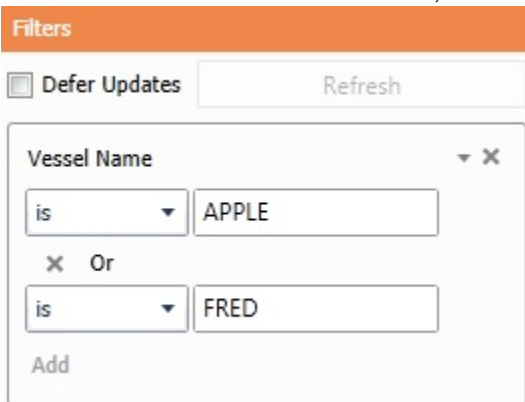 Filters
Defer Updates Refresh
Vessel Name
is APPLE
Or
is FRED
Add